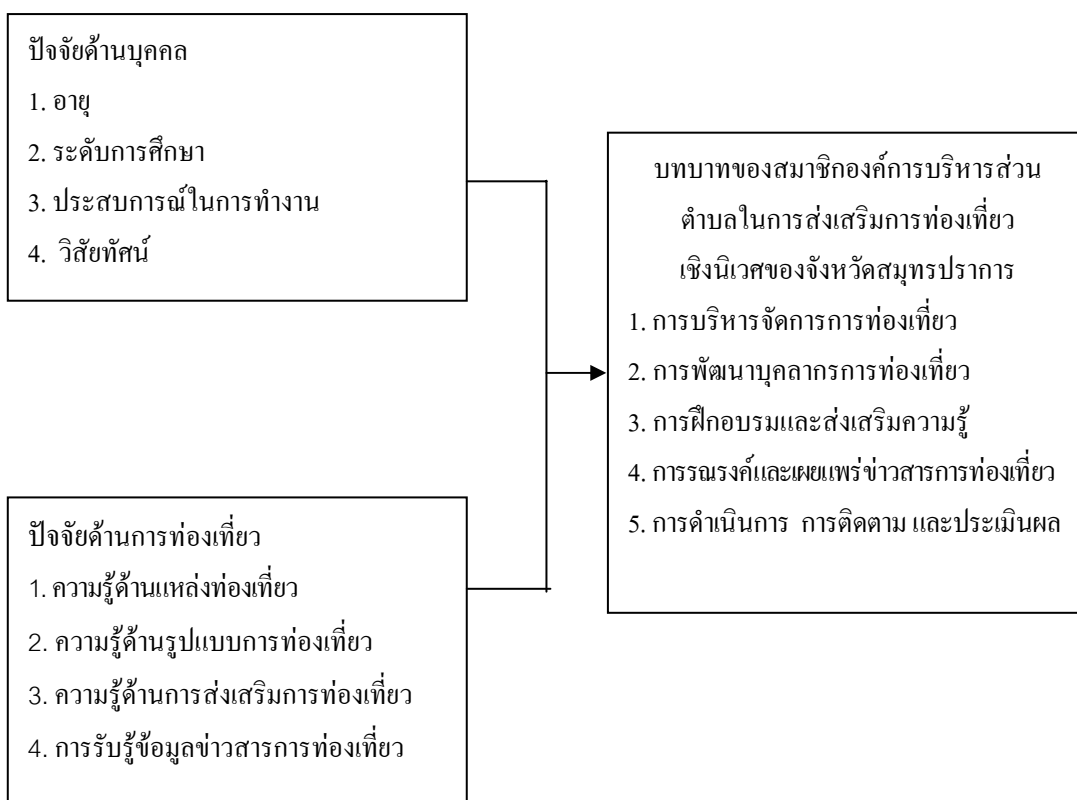 ปัจจัยด้านบุคคล
1. อายุ
2. ระดับการศึกษา
3. ประสบการณ์ในการทำงาน
4. วิสัยทัศน์
ปัจจัยด้านการท่องเที่ยว
1. ความรู้ด้านแหล่งท่องเที่ยว
2. ความรู้ด้านรูปแบบการท่องเที่ยว
3. ความรู้ด้านการส่งเสริมการท่องเที่ยว
4. การรับรู้ข้อมูลข่าวสารการท่องเที่ยว
บทบาทของสมาชิกองค์การบริหารส่วน
ตำบลในการส่งเสริมการท่องเที่ยว
เชิงนิเวศของจังหวัดสมุทรปราการ
1. การบริหารจัดการการท่องเที่ยว
2. การพัฒนาบุคลากรการท่องเที่ยว
3. การฝึกอบรมและส่งเสริมความรู้
4. การรณรงค์และเผยแพร่ข่าวสารการท่องเที่ยว
5. การดำเนินการ การติดตาม และประเมินผล